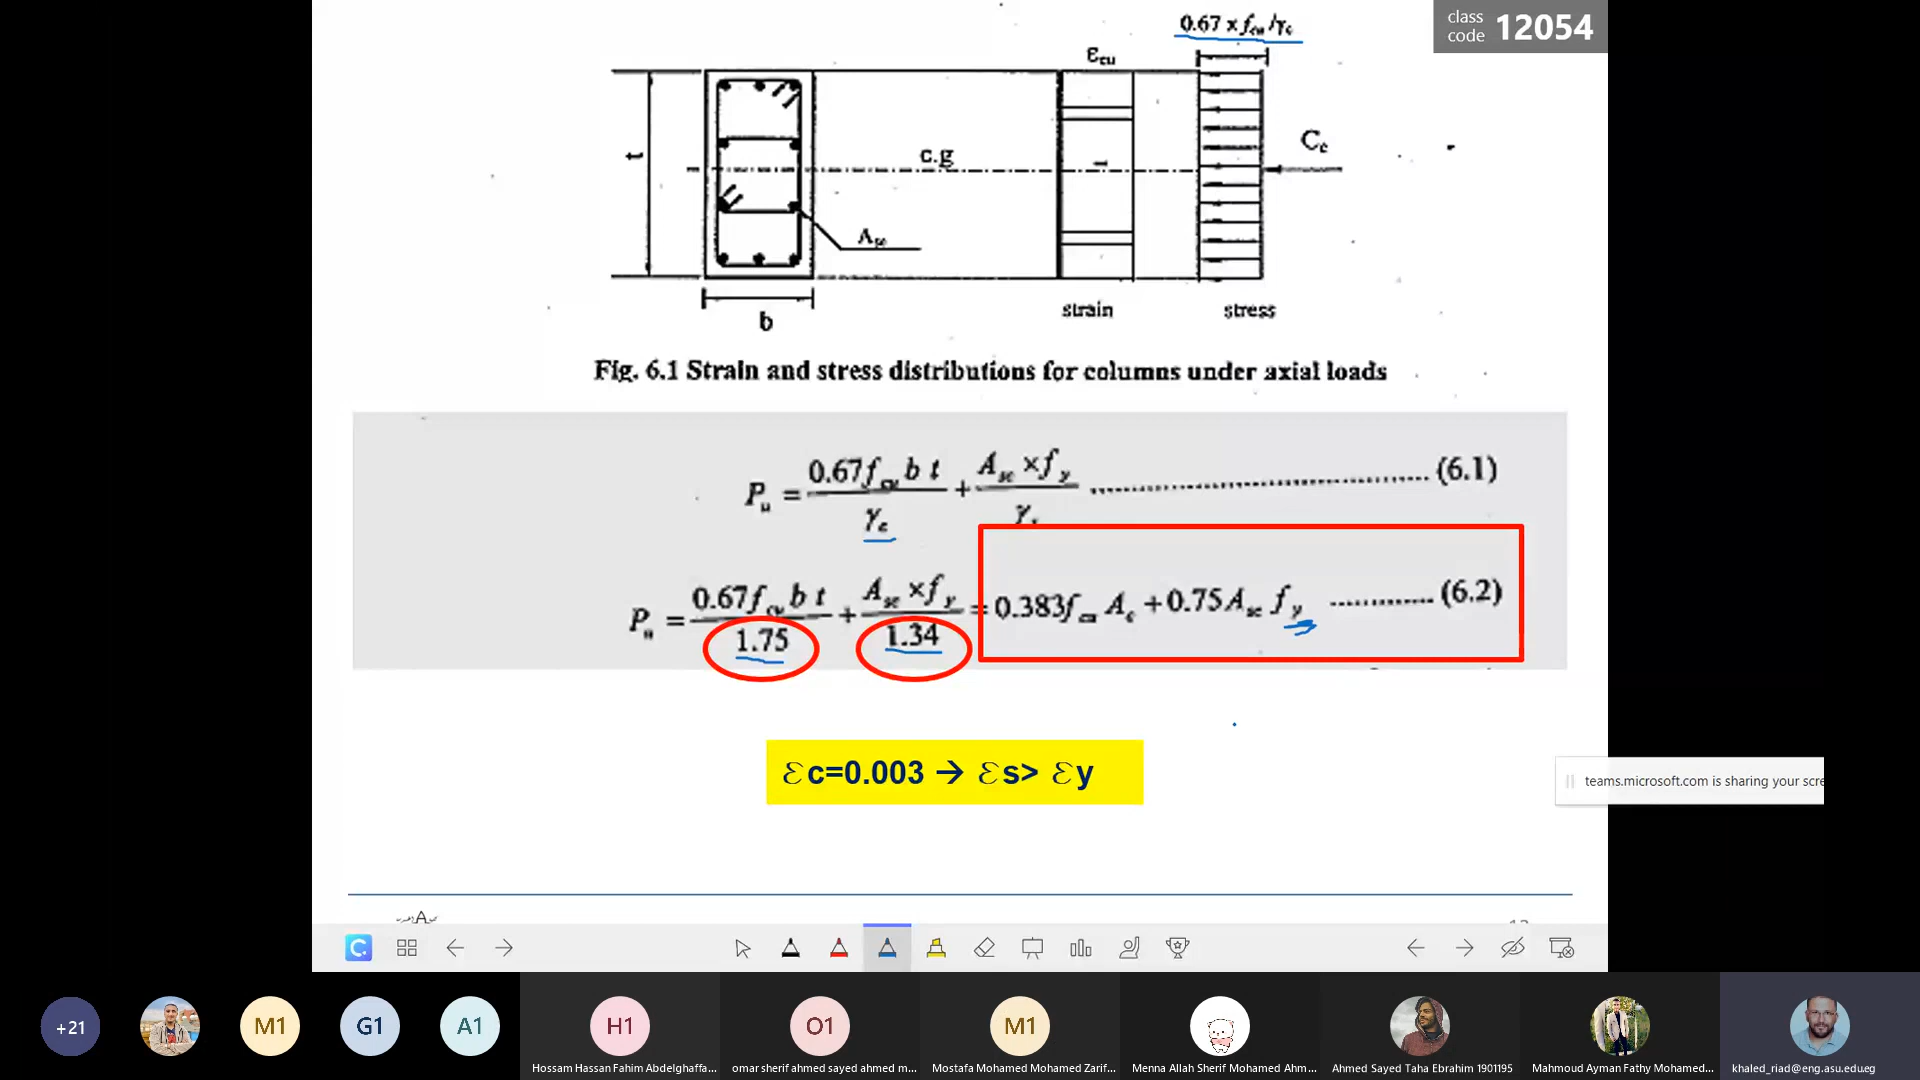 class code 12054
0.67 x fcu/γc
εcu
t
c.g
Cc
Asc
b
strain
stress
Fig. 6.1 Strain and stress distributions for columns under axial loads
Pu = 0.67fcu b t / γc + Asc × fy / γs (6.1)
Pu = 0.67fcu b t / 1.75 + Asc × fy / 1.34 = 0.383fcu Ac + 0.75Asc fy (6.2)
εc=0.003 → εs> εy
teams.microsoft.com is sharing your scre
+21
M1
G1
A1
H1
O1
M1
Hossam Hassan Fahim Abdelghaffa...
omar sherif ahmed sayed ahmed m...
Mostafa Mohamed Mohamed Zarif...
Menna Allah Sherif Mohamed Ahm...
Ahmed Sayed Taha Ebrahim 1901195
Mahmoud Ayman Fathy Mohamed...
khaled_riad@eng.asu.edu.eg